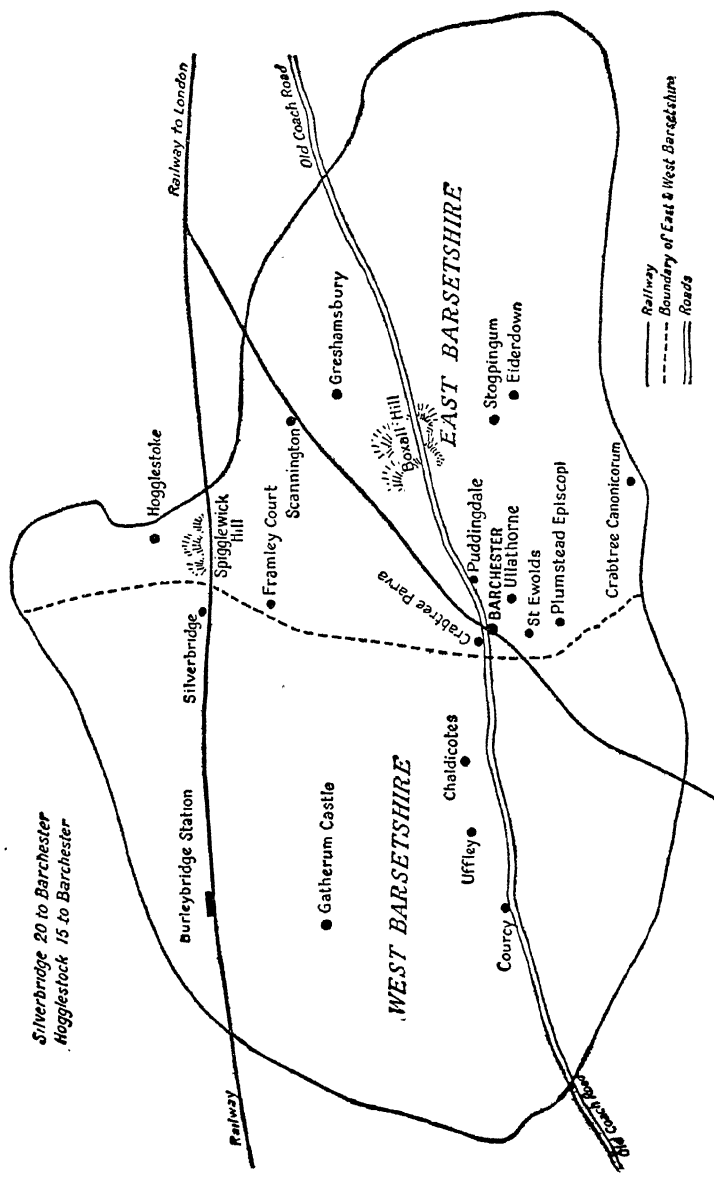 Silverbridge 20 to Barchester
Hogglestock 15 to Barchester
Railway
Burleybridge Station
Silverbridge
Spigglewick
Hill
Hogglestoke
Railway to London
Gatherum Castle
Framley Court
Scannington
Greshamsbury
Old Coach Road
WEST BARSETSHIRE
Crabtree Parva
Boxall Hill
EAST BARSETSHIRE
Courcy
Uffley
Chaldicotes
Puddingdale
BARCHESTER
Ullathorne
St Ewolds
Plumstead Episcopi
Stogpingum
Eiderdown
Old Coach Road
Crabtree Canonicorum
Railway
Boundary of East & West Barsetshire
Roads